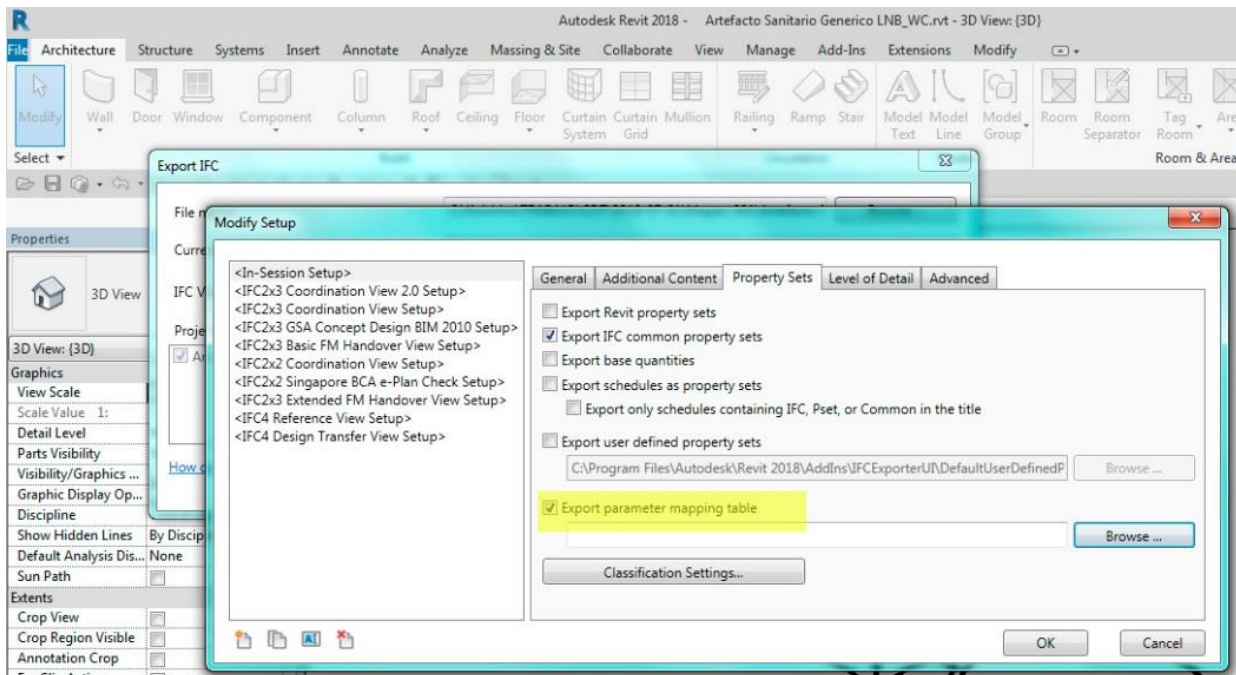 R
Autodesk Revit 2018 - Artefacto Sanitario Generico LNB_WC.rvt - 3D View: {3D}
File Architecture Structure Systems Insert Annotate Analyze Massing & Site Collaborate View Manage Add-Ins Extensions Modify
Modify Wall Door Window Component Column Roof Ceiling Floor Curtain System Curtain Grid Mullion Railing Ramp Stair Model Text Model Line Model Group Room Room Separator Tag Room
Select Room & Area
Export IFC
File n
Curre
IFC V
Proje
How
Properties
3D View
3D View: {3D}
Graphics
View Scale
Scale Value 1:
Detail Level
Parts Visibility
Visibility/Graphics ...
Graphic Display Op...
Discipline
Show Hidden Lines By Discip
Default Analysis Dis... None
Sun Path
Extents
Crop View
Crop Region Visible
Annotation Crop
Modify Setup
<In-Session Setup>
<IFC2x3 Coordination View 2.0 Setup>
<IFC2x3 Coordination View Setup>
<IFC2x3 GSA Concept Design BIM 2010 Setup>
<IFC2x3 Basic FM Handover View Setup>
<IFC2x2 Coordination View Setup>
<IFC2x2 Singapore BCA e-Plan Check Setup>
<IFC2x3 Extended FM Handover View Setup>
<IFC4 Reference View Setup>
<IFC4 Design Transfer View Setup>
General Additional Content Property Sets Level of Detail Advanced
Export Revit property sets
Export IFC common property sets
Export base quantities
Export schedules as property sets
Export only schedules containing IFC, Pset, or Common in the title
Export user defined property sets
C:\Program Files\Autodesk\Revit 2018\AddIns\IFCExporterUI\DefaultUserDefinedP Browse ...
Export parameter mapping table
Browse ...
Classification Settings...
OK Cancel